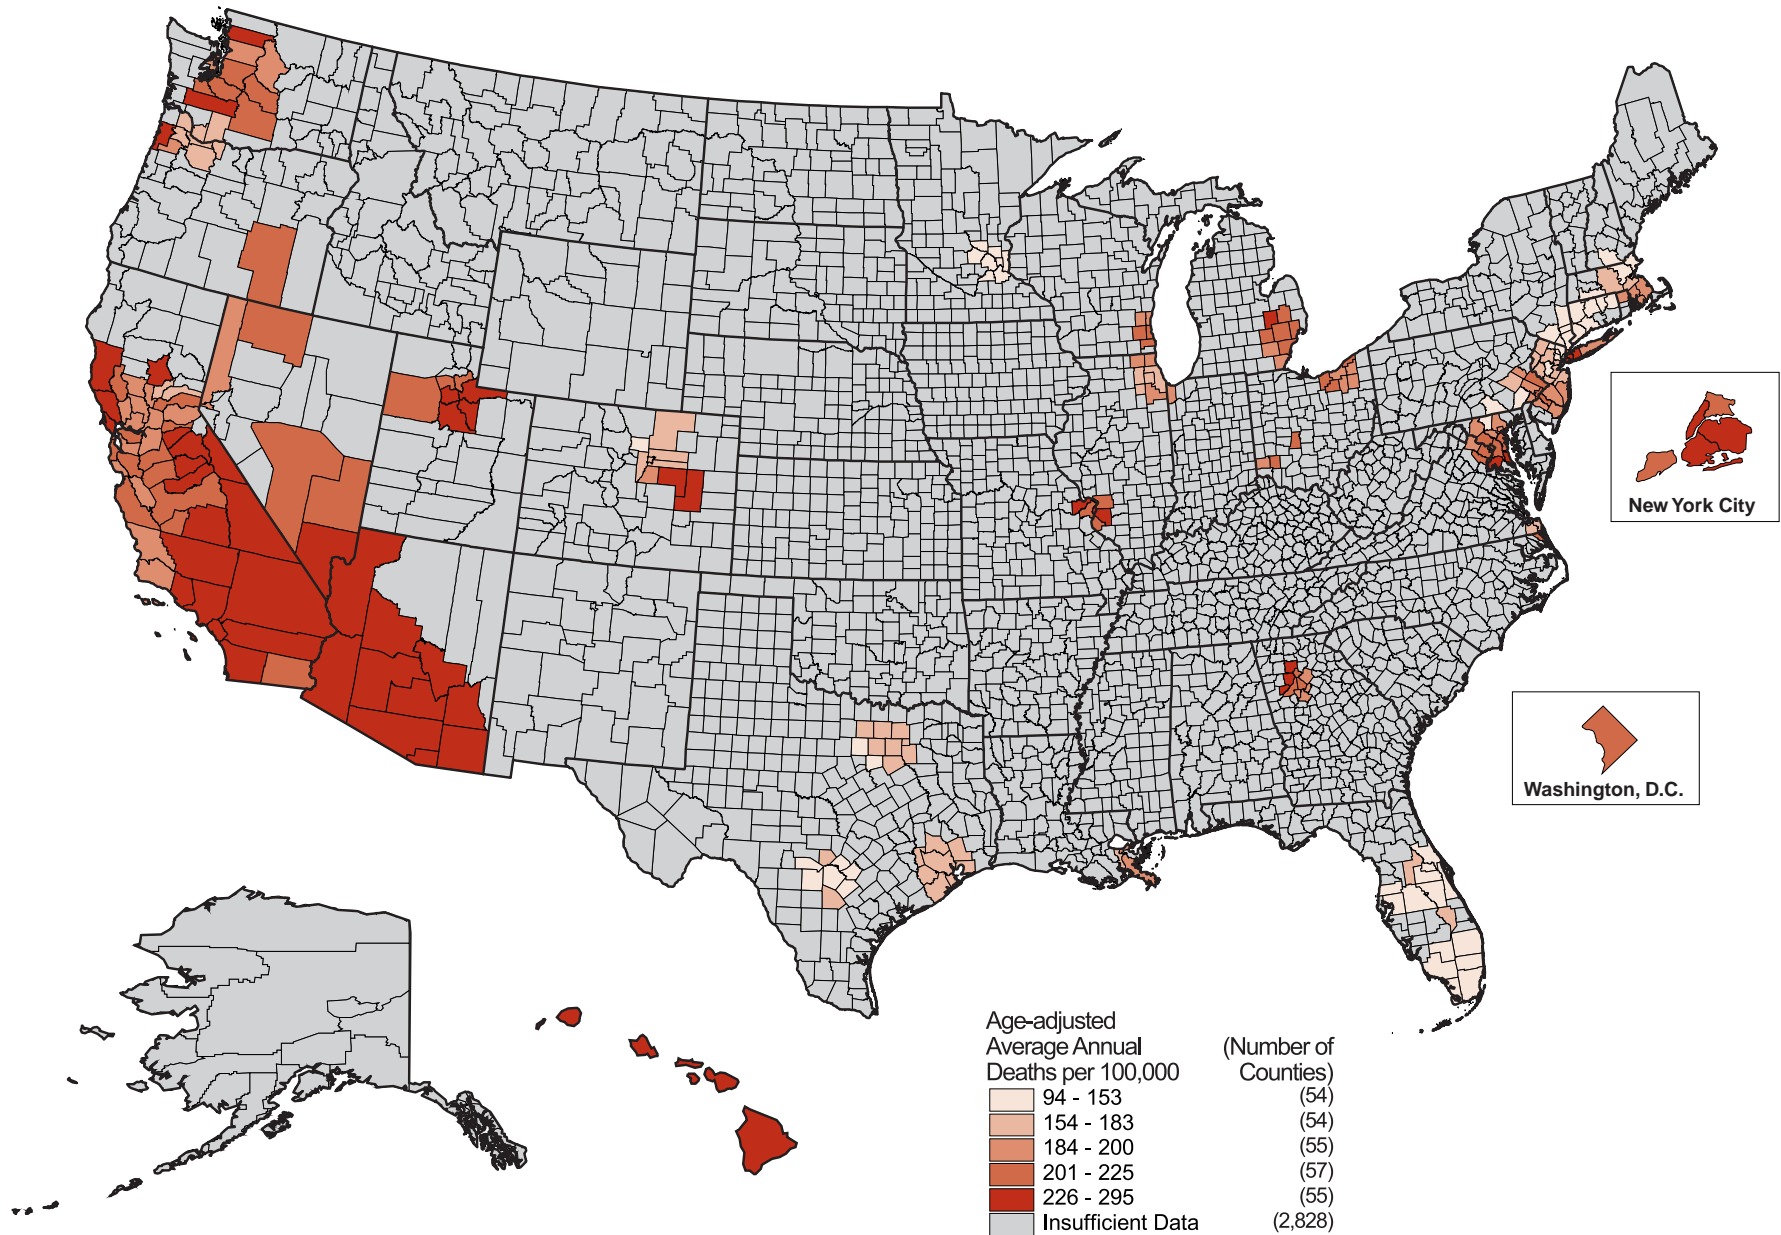 New York City
Washington, D.C.
Age-adjusted
Average Annual (Number of
Deaths per 100,000 Counties)
94 - 153 (54)
154 - 183 (54)
184 - 200 (55)
201 - 225 (57)
226 - 295 (55)
Insufficient Data (2,828)